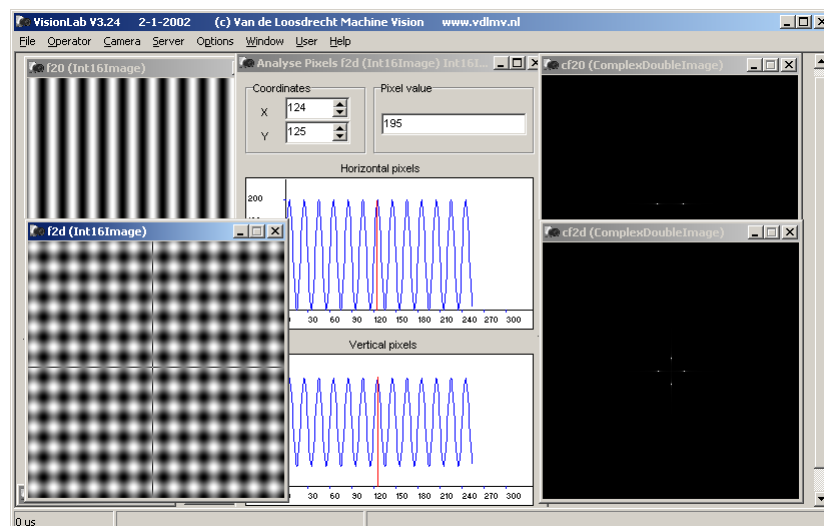 VisionLab V3.24 2-1-2002 (c) Van de Loosdrecht Machine Vision www.vdlmv.nl
File Operator Camera Server Options Window User Help
f20 (Int16Image)
Analyse Pixels f2d (Int16Image) Int16I...
cf20 (ComplexDoubleImage)
Coordinates
Pixel value
X 124
195
Y 125
Horizontal pixels
200
f2d (Int16Image)
cf2d (ComplexDoubleImage)
30 60 90 120 150 180 210 240 270 300
Vertical pixels
30 60 90 120 150 180 210 240 270 300
0 us